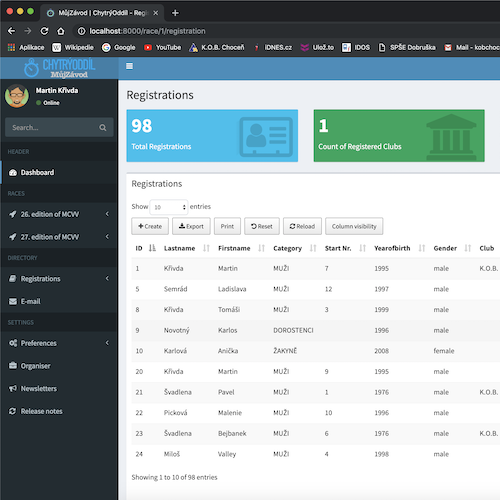 MůjZávod | ChytrýOddíl - Regi
localhost:8000/race/1/registration
Aplikace Wikipedie Google YouTube K.O.B. Choceň iDNES.cz Ulož.to IDOS SPŠE Dobruška Mail - kobchoc
CHYTRÝODDÍL
MůjZávod
Martin Křivda
Online
Search...
HEADER
Dashboard
RACES
26. edition of MCVV
27. edition of MCVV
DIRECTORY
Registrations
E-mail
SETTINGS
Preferences
Organiser
Newsletters
Release notes
Registrations
98
Total Registrations
1
Count of Registered Clubs
Registrations
Show 10 entries
Create Export Print Reset Reload Column visibility
ID Lastname Firstname Category Start Nr. Yearofbirth Gender Club
1 Křivda Martin MUŽI 7 1995 male K.O.B.
5 Semrád Ladislava MUŽI 12 1997 male
8 Křivda Tomáši MUŽI 3 1999 male
9 Novotný Karlos DOROSTENCI 1996 male
10 Karlová Anička ŽAKYNĚ 2008 female
20 Křivda Martin MUŽI 9 1995 male
21 Švadlena Pavel MUŽI 1 1976 male K.O.B.
22 Picková Malenie MUŽI 10 1996 male
23 Švadlena Bejbanek MUŽI 6 1976 male K.O.B.
24 Miloš Valley MUŽI 4 1998 male
Showing 1 to 10 of 98 entries